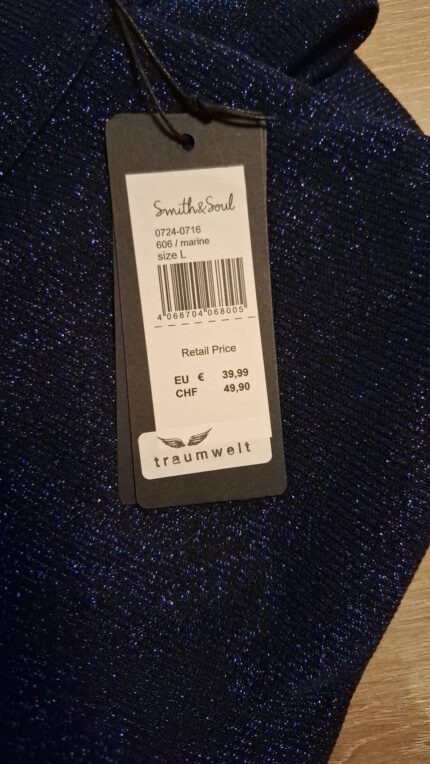 Smith&Soul
0724-0716
606 / marine
size L
4 068704 068005
Retail Price
EU € 39,99
CHF 49,90
traumwelt